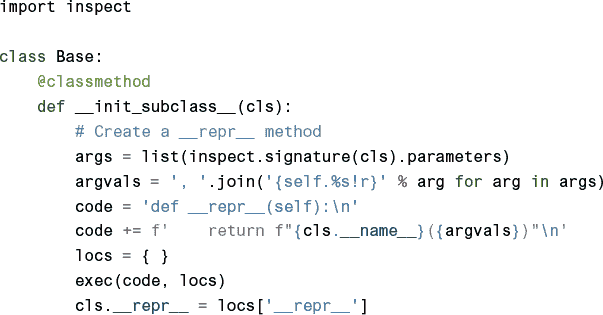 import inspect

class Base:
    @classmethod
    def __init_subclass__(cls):
        # Create a __repr__ method
        args = list(inspect.signature(cls).parameters)
        argvals = ', '.join('{self.%s!r}' % arg for arg in args)
        code = 'def __repr__(self):\n'
        code += f'    return f"{cls.__name__}({argvals})"\n'
        locs = { }
        exec(code, locs)
        cls.__repr__ = locs['__repr__']